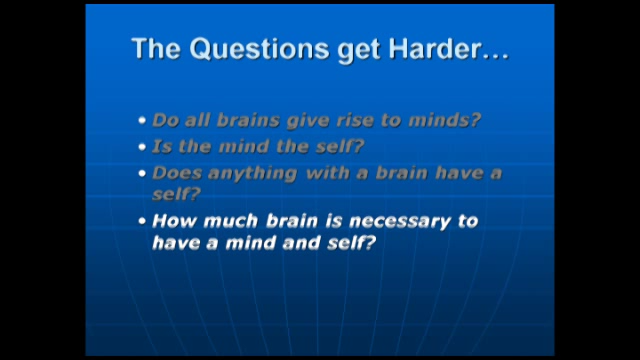 The Questions get Harder...
• Do all brains give rise to minds?
• Is the mind the self?
• Does anything with a brain have a
self?
• How much brain is necessary to
have a mind and self?